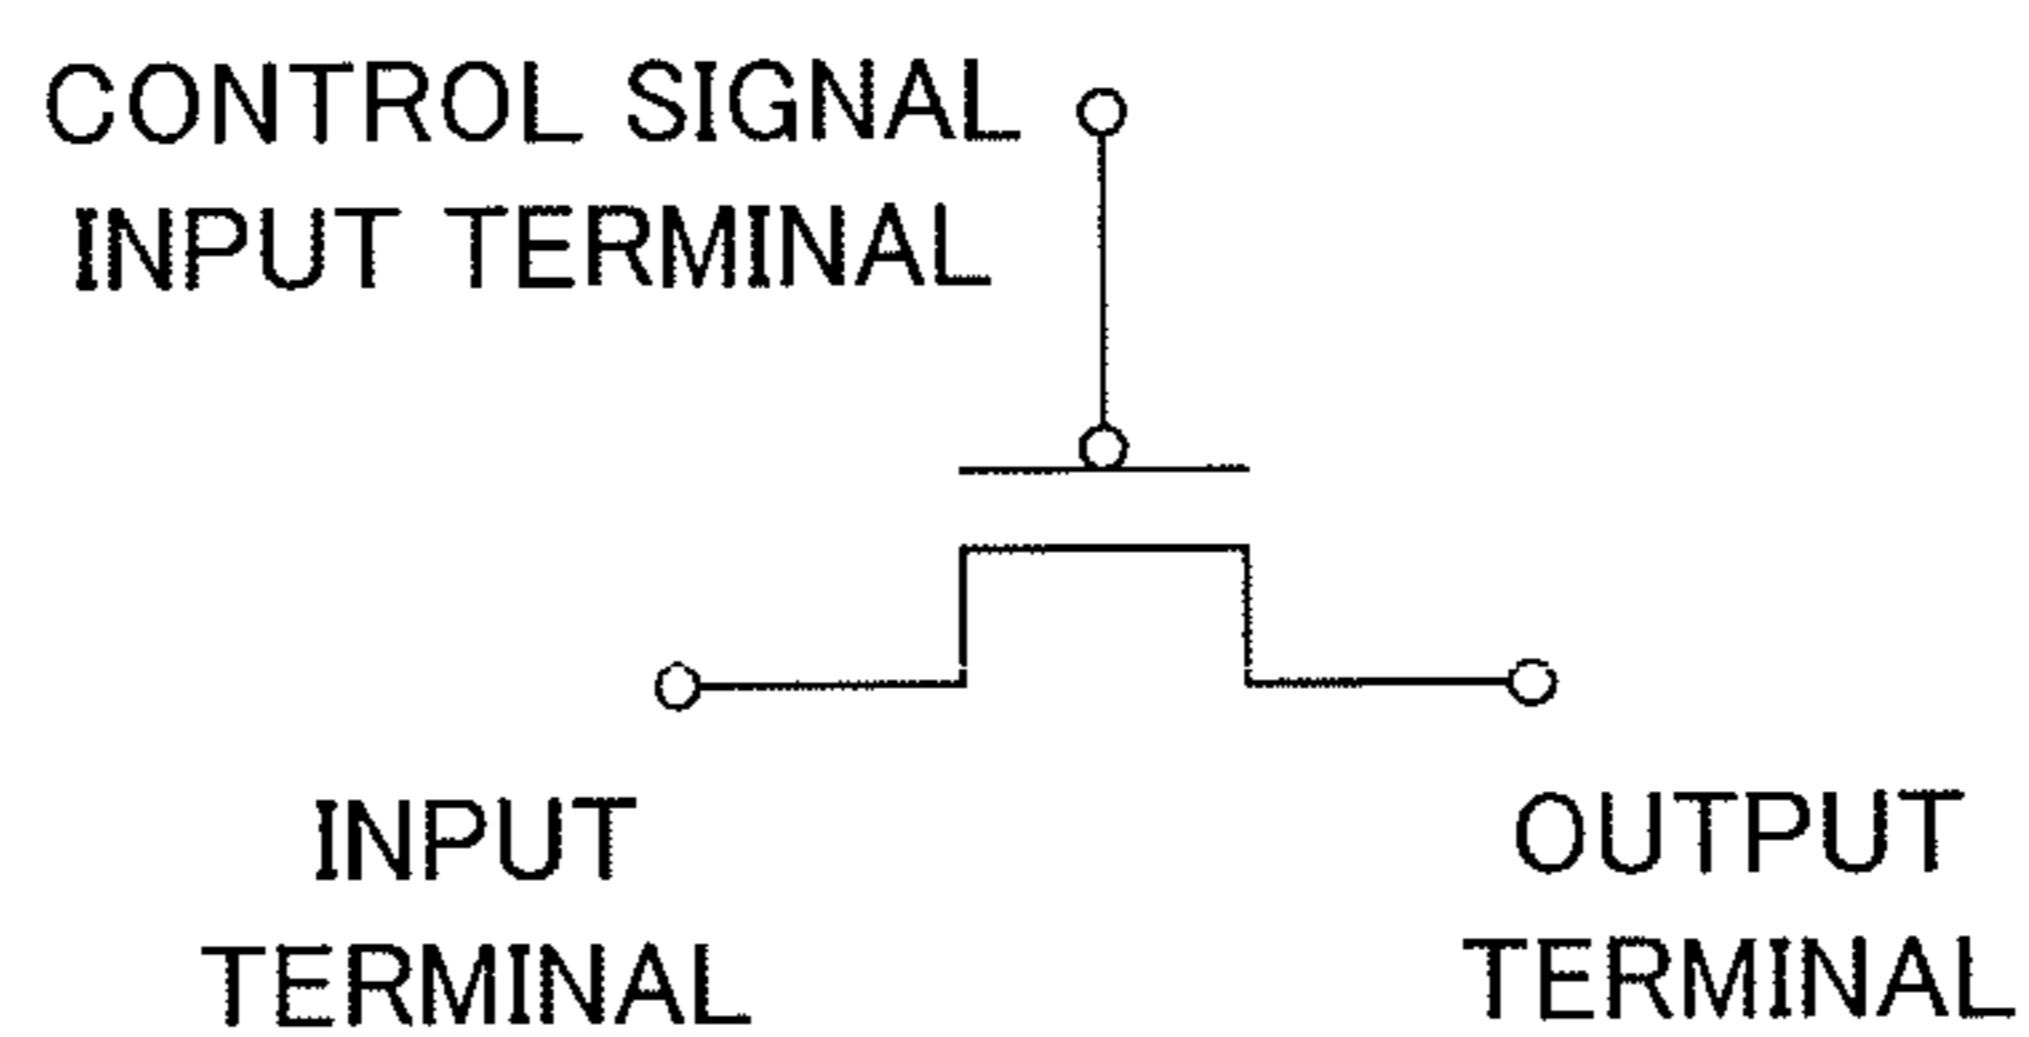 CONTROL SIGNAL
INPUT TERMINAL
INPUT
TERMINAL
OUTPUT
TERMINAL